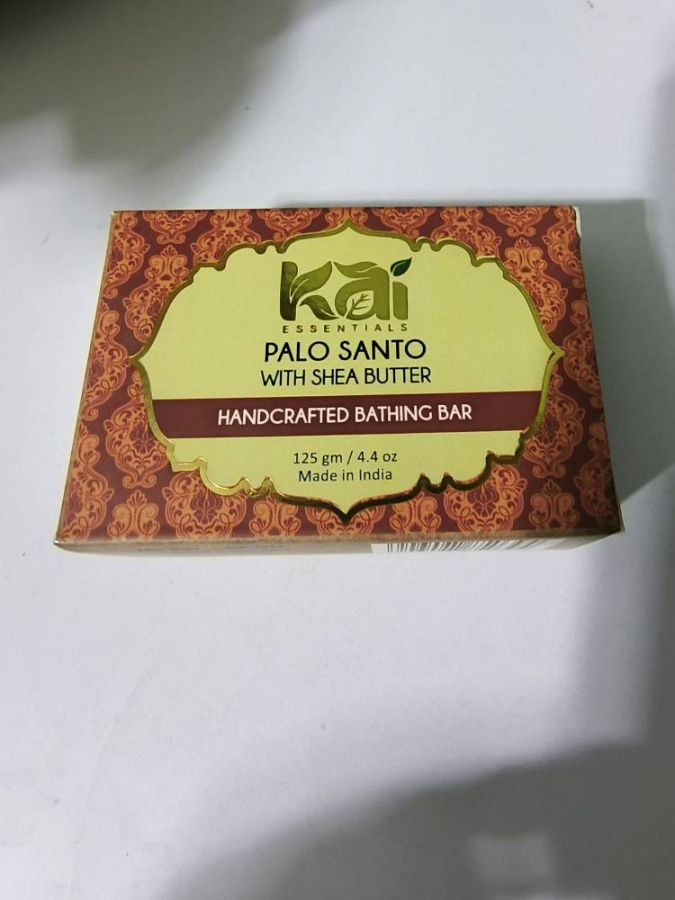 Kai
ESSENTIALS
PALO SANTO
WITH SHEA BUTTER
HANDCRAFTED BATHING BAR
125 gm / 4.4 oz
Made in India